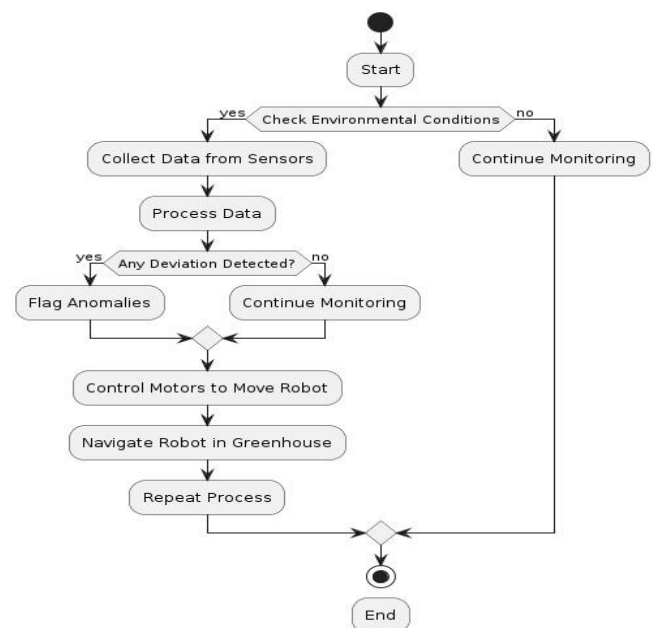 Start
yes
Check Environmental Conditions
no
Collect Data from Sensors
Continue Monitoring
Process Data
yes
Any Deviation Detected?
no
Flag Anomalies
Continue Monitoring
Control Motors to Move Robot
Navigate Robot in Greenhouse
Repeat Process
End